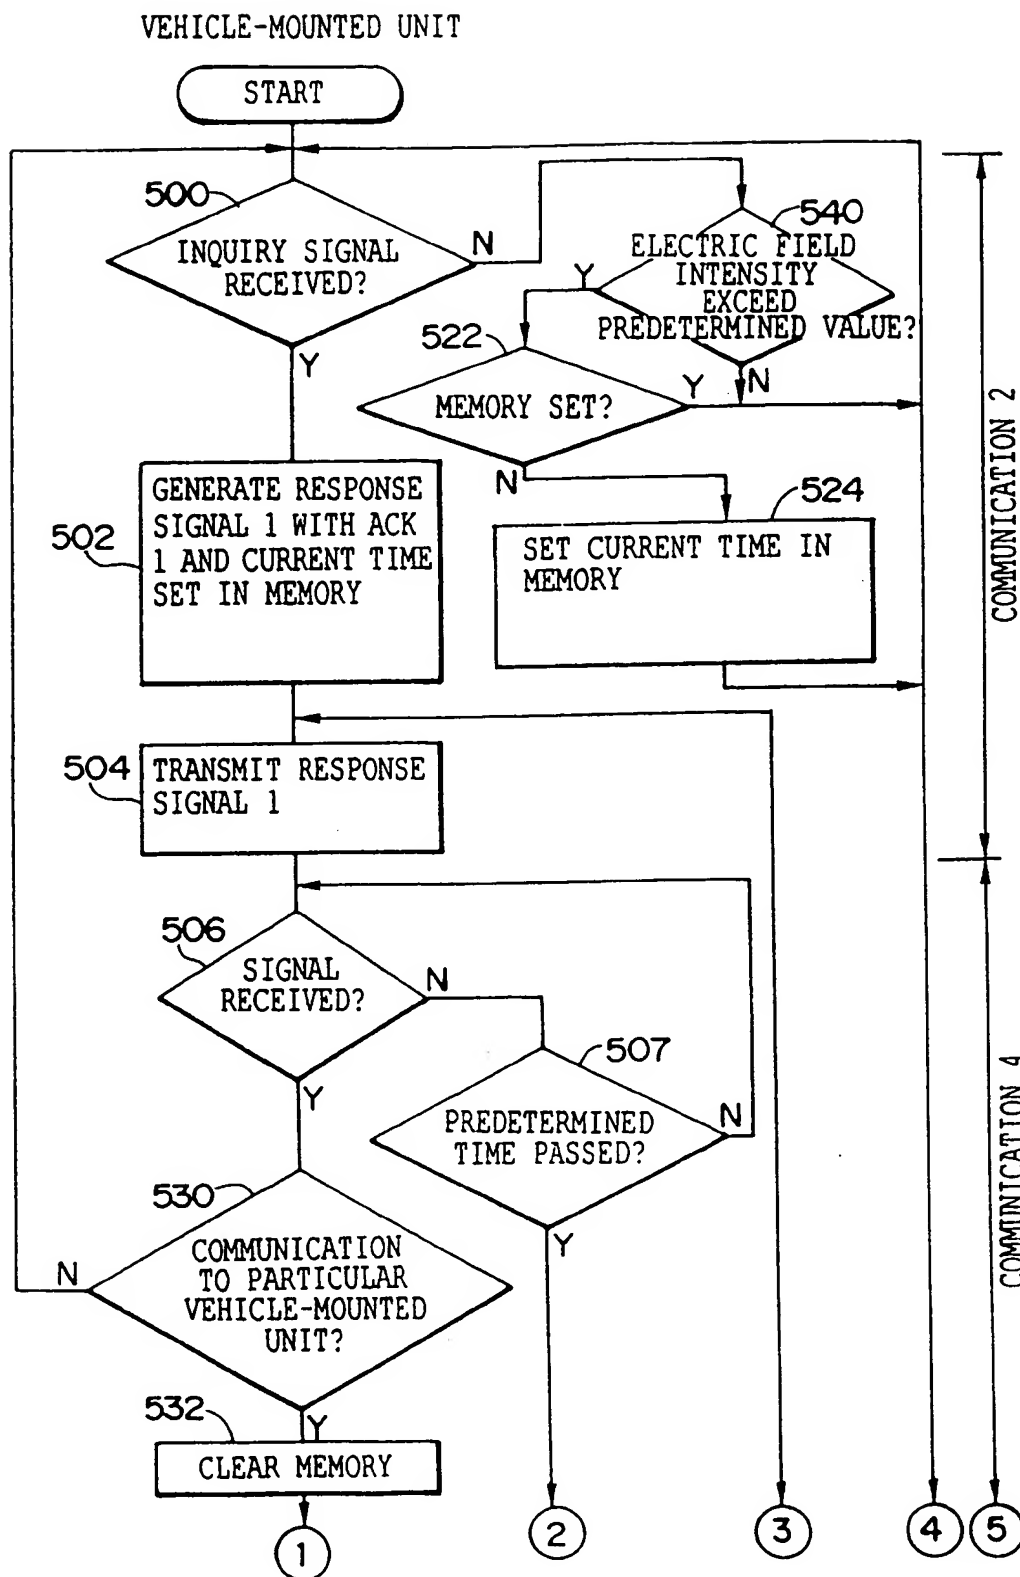 VEHICLE-MOUNTED UNIT
START
500
INQUIRY SIGNAL
RECEIVED?
N
Y
540
ELECTRIC FIELD
INTENSITY
EXCEED
PREDETERMINED VALUE?
Y
N
522
MEMORY SET?
Y
N
502
GENERATE RESPONSE
SIGNAL 1 WITH ACK
1 AND CURRENT TIME
SET IN MEMORY
524
SET CURRENT TIME IN
MEMORY
COMMUNICATION 2
504
TRANSMIT RESPONSE
SIGNAL 1
506
SIGNAL
RECEIVED?
N
Y
507
PREDETERMINED
TIME PASSED?
N
Y
COMMUNICATION 4
530
COMMUNICATION
TO PARTICULAR
VEHICLE-MOUNTED
UNIT?
N
Y
532
CLEAR MEMORY
1
2
3
4
5